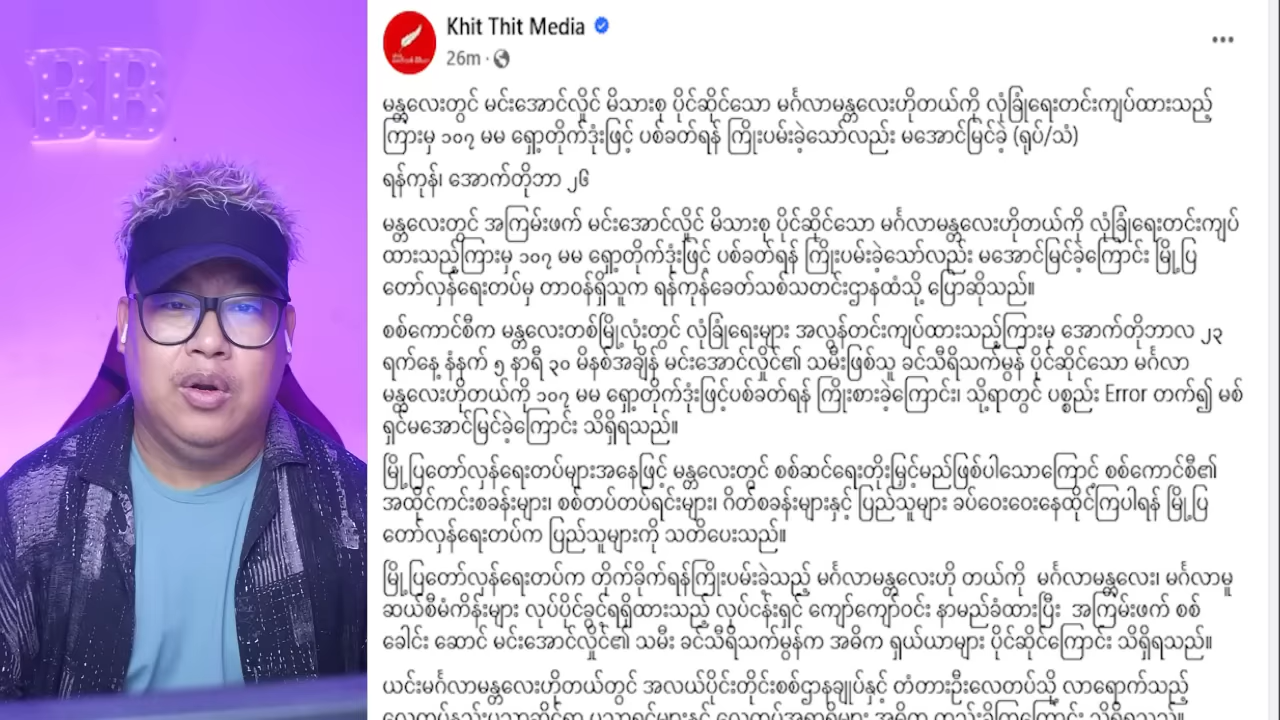 BB
Khit Thit Media
26m ·
မန္တလေးတွင် မင်းအောင်လှိုင် မိသားစု ပိုင်ဆိုင်သော မင်္ဂလာမန္တလေးဟိုတယ်ကို လုံခြုံရေးတင်းကျပ်ထားသည့်
ကြားမှ ၁၀၇ မမ ရှော့တိုက်ဒုံးဖြင့် ပစ်ခတ်ရန် ကြိုးပမ်းခဲ့သော်လည်း မအောင်မြင်ခဲ့ (ရုပ်/သံ)
ရန်ကုန်၊ အောက်တိုဘာ ၂၆
မန္တလေးတွင် အကြမ်းဖက် မင်းအောင်လှိုင် မိသားစု ပိုင်ဆိုင်သော မင်္ဂလာမန္တလေးဟိုတယ်ကို လုံခြုံရေးတင်းကျပ်
ထားသည့်ကြားမှ ၁၀၇ မမ ရှော့တိုက်ဒုံးဖြင့် ပစ်ခတ်ရန် ကြိုးပမ်းခဲ့သော်လည်း မအောင်မြင်ခဲ့ကြောင်း မြို့ပြ
တော်လှန်ရေးတပ်မှ တာဝန်ရှိသူက ရန်ကုန်ခေတ်သစ်သတင်းဌာနထံသို့ ပြောဆိုသည်။
စစ်ကောင်စီက မန္တလေးတစ်မြို့လုံးတွင် လုံခြုံရေးများ အလွန်တင်းကျပ်ထားသည့်ကြားမှ အောက်တိုဘာလ ၂၃
ရက်နေ့ နံနက် ၅ နာရီ ၃၀ မိနစ်အချိန် မင်းအောင်လှိုင်၏ သမီးဖြစ်သူ ခင်သီရိသက်မွန် ပိုင်ဆိုင်သော မင်္ဂလာ
မန္တလေးဟိုတယ်ကို ၁၀၇ မမ ရှော့တိုက်ဒုံးဖြင့်ပစ်ခတ်ရန် ကြိုးစားခဲ့ကြောင်း၊ သို့ရာတွင် ပစ္စည်း Error တက်၍ မစ်
ရှင်မအောင်မြင်ခဲ့ကြောင်း သိရှိရသည်။
မြို့ပြတော်လှန်ရေးတပ်များအနေဖြင့် မန္တလေးတွင် စစ်ဆင်ရေးတိုးမြှင့်မည်ဖြစ်ပါသောကြောင့် စစ်ကောင်စီ၏
အထိုင်ကင်းစခန်းများ၊ စစ်တပ်တပ်ရင်းများ၊ ဂိတ်စခန်းများနှင့် ပြည်သူများ ခပ်ဝေးဝေးနေထိုင်ကြပါရန် မြို့ပြ
တော်လှန်ရေးတပ်က ပြည်သူများကို သတိပေးသည်။
မြို့ပြတော်လှန်ရေးတပ်က တိုက်ခိုက်ရန်ကြိုးပမ်းခဲ့သည့် မင်္ဂလာမန္တလေးဟို တယ်ကို မင်္ဂလာမန္တလေး၊ မင်္ဂလာမူ
ဆယ်စီမံကိန်းများ လုပ်ပိုင်ခွင့်ရရှိထားသည့် လုပ်ငန်းရှင် ကျော်ကျော်ဝင်း နာမည်ခံထားပြီး အကြမ်းဖက် စစ်
ခေါင်း ဆောင် မင်းအောင်လှိုင်၏ သမီး ခင်သီရိသက်မွန်က အဓိက ရှယ်ယာများ ပိုင်ဆိုင်ကြောင်း သိရှိရသည်။
ယင်းမင်္ဂလာမန္တလေးဟိုတယ်တွင် အလယ်ပိုင်းတိုင်းစစ်ဌာနချုပ်နှင့် တံတားဦးလေတပ်သို့ လာရောက်သည့်